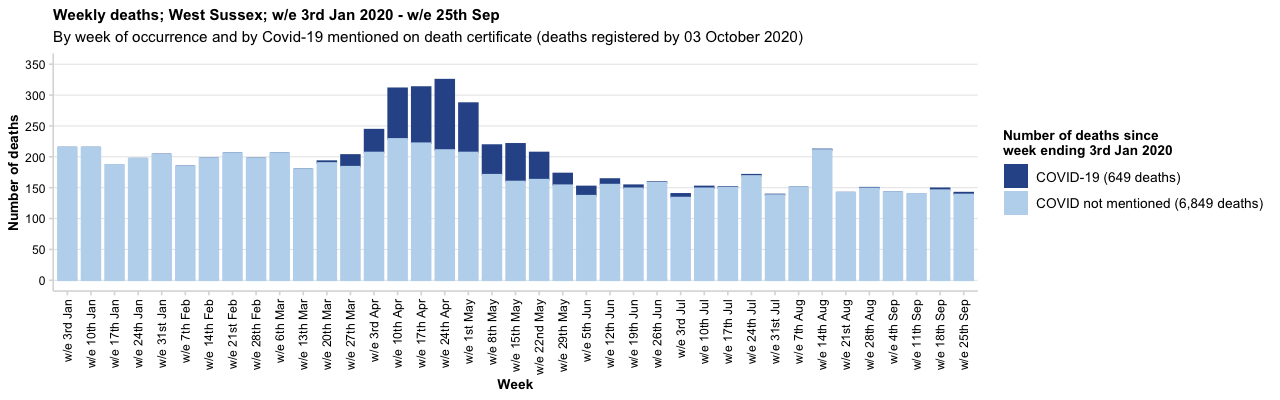 Weekly deaths; West Sussex; w/e 3rd Jan 2020 - w/e 25th Sep
By week of occurrence and by Covid-19 mentioned on death certificate (deaths registered by 03 October 2020)
Number of deaths
350
300
250
200
150
100
50
0
w/e 3rd Jan
w/e 10th Jan
w/e 17th Jan
w/e 24th Jan
w/e 31st Jan
w/e 7th Feb
w/e 14th Feb
w/e 21st Feb
w/e 28th Feb
w/e 6th Mar
w/e 13th Mar
w/e 20th Mar
w/e 27th Mar
w/e 3rd Apr
w/e 10th Apr
w/e 17th Apr
w/e 24th Apr
w/e 1st May
w/e 8th May
w/e 15th May
w/e 22nd May
w/e 29th May
w/e 5th Jun
w/e 12th Jun
w/e 19th Jun
w/e 26th Jun
w/e 3rd Jul
w/e 10th Jul
w/e 17th Jul
w/e 24th Jul
w/e 31st Jul
w/e 7th Aug
w/e 14th Aug
w/e 21st Aug
w/e 28th Aug
w/e 4th Sep
w/e 11th Sep
w/e 18th Sep
w/e 25th Sep
Week
Number of deaths since
week ending 3rd Jan 2020
COVID-19 (649 deaths)
COVID not mentioned (6,849 deaths)